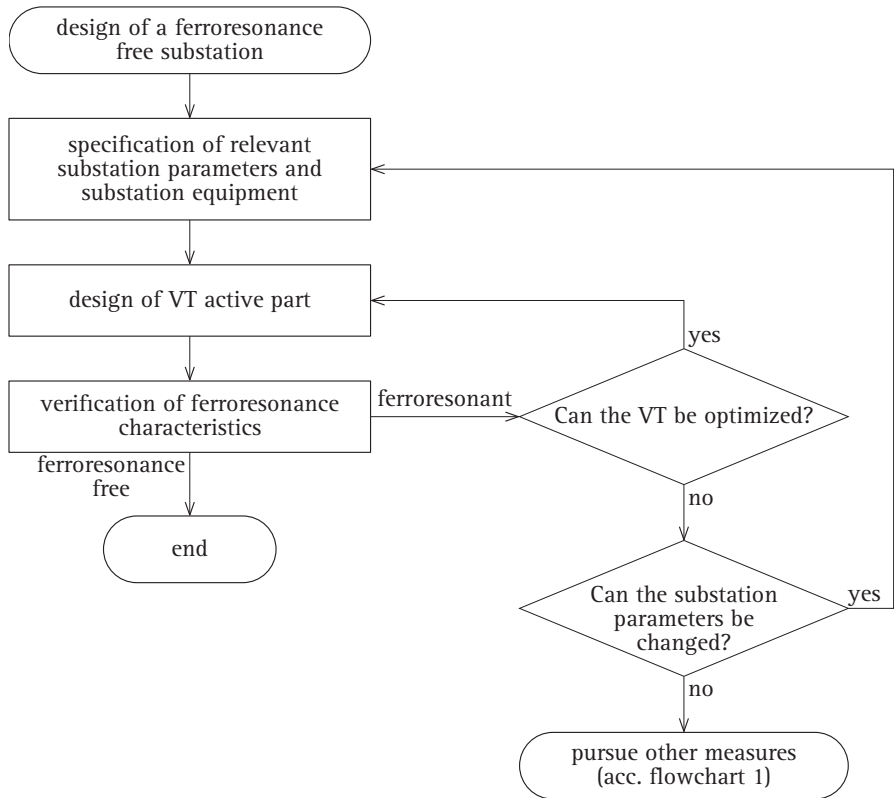 design of a ferroresonance
free substation
specification of relevant
substation parameters and
substation equipment
design of VT active part
yes
verification of ferroresonance
characteristics
ferroresonant
Can the VT be optimized?
ferroresonance
free
no
end
Can the substation
parameters be
changed?
yes
no
pursue other measures
(acc. flowchart 1)